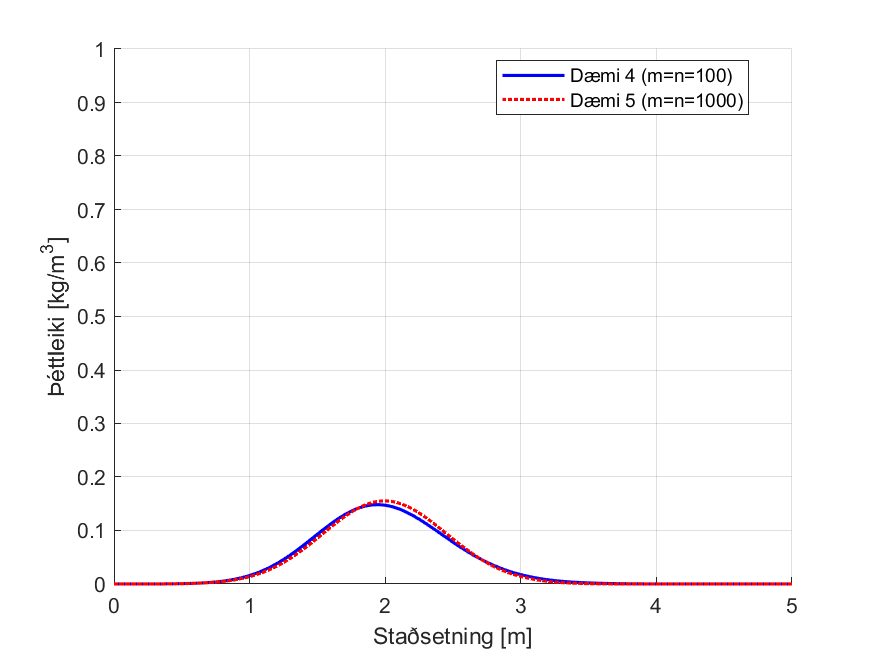 1
0.9
0.8
0.7
0.6
0.5
0.4
0.3
0.2
0.1
0
0 1 2 3 4 5
Staðsetning [m]
Þéttleiki [kg/m³]
Dæmi 4 (m=n=100)
Dæmi 5 (m=n=1000)